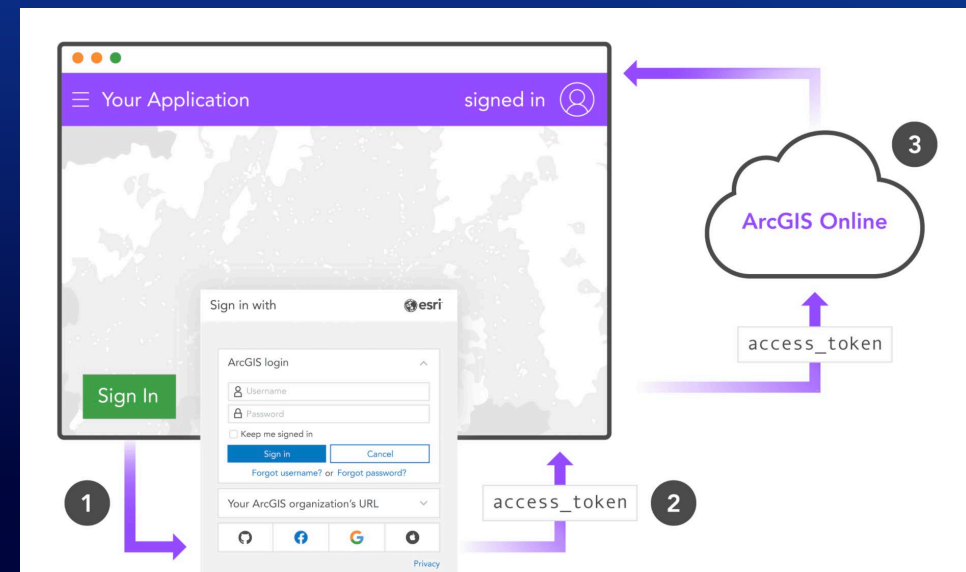 Your Application
signed in
Sign In
Sign in with
esri
ArcGIS login
Username
Password
Keep me signed in
Sign in
Cancel
Forgot username? or Forgot password?
Your ArcGIS organization's URL
Privacy
1
access_token
2
access_token
ArcGIS Online
3